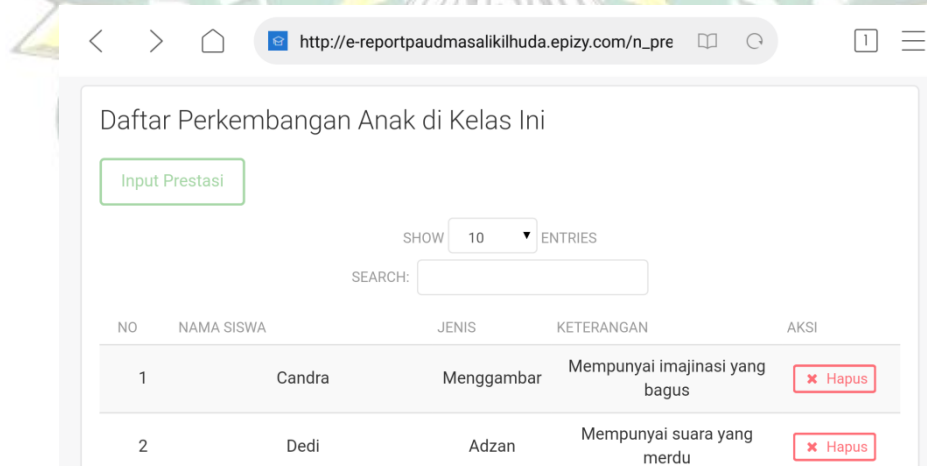 http://e-reportpaudmasalikilhuda.epizy.com/n_pre
1
Daftar Perkembangan Anak di Kelas Ini
Input Prestasi
SHOW 10 ENTRIES
SEARCH:
NO NAMA SISWA JENIS KETERANGAN AKSI
1 Candra Menggambar Mempunyai imajinasi yang bagus Hapus
2 Dedi Adzan Mempunyai suara yang merdu Hapus